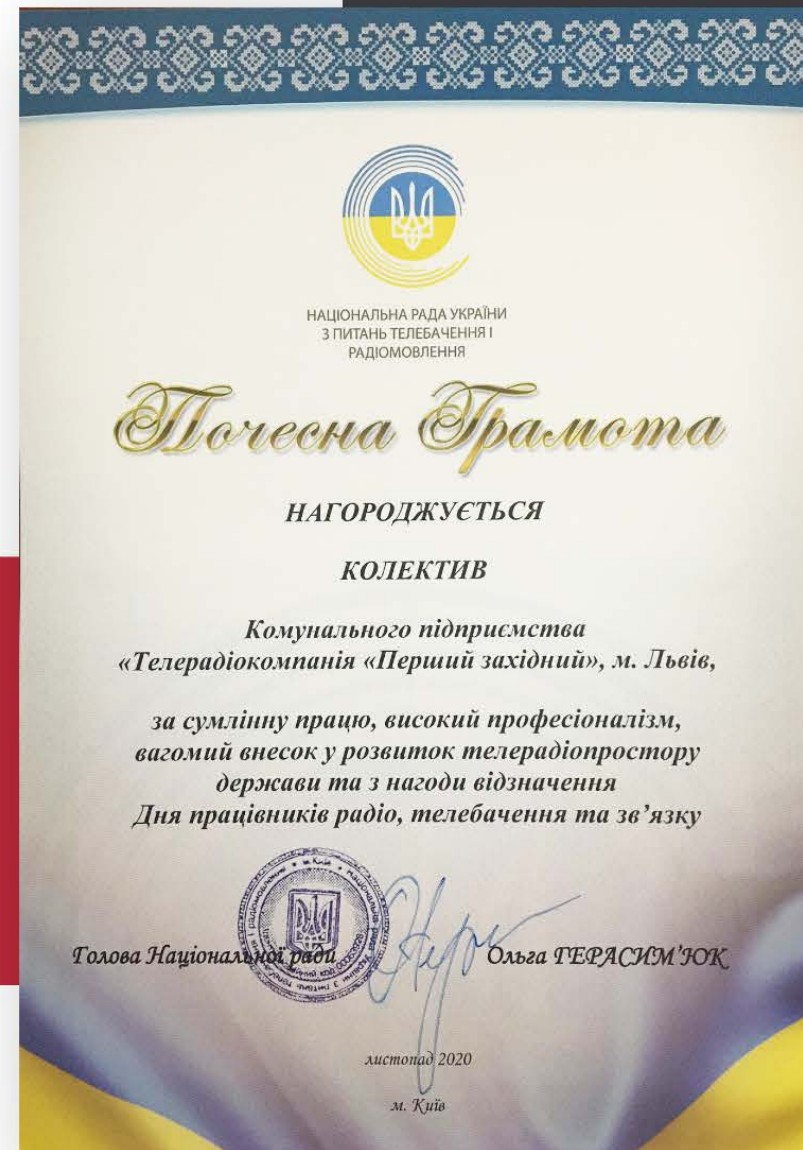 НАЦІОНАЛЬНА РАДА УКРАЇНИ
З ПИТАНЬ ТЕЛЕБАЧЕННЯ І
РАДІОМОВЛЕННЯ
Почесна Грамота
НАГОРОДЖУЄТЬСЯ
КОЛЕКТИВ
Комунального підприємства
«Телерадіокомпанія «Перший західний», м. Львів,
за сумлінну працю, високий професіоналізм,
вагомий внесок у розвиток телерадіопростору
держави та з нагоди відзначення
Дня працівників радіо, телебачення та зв’язку
Голова Національної ради Ольга ГЕРАСИМ’ЮК
листопад 2020
м. Київ